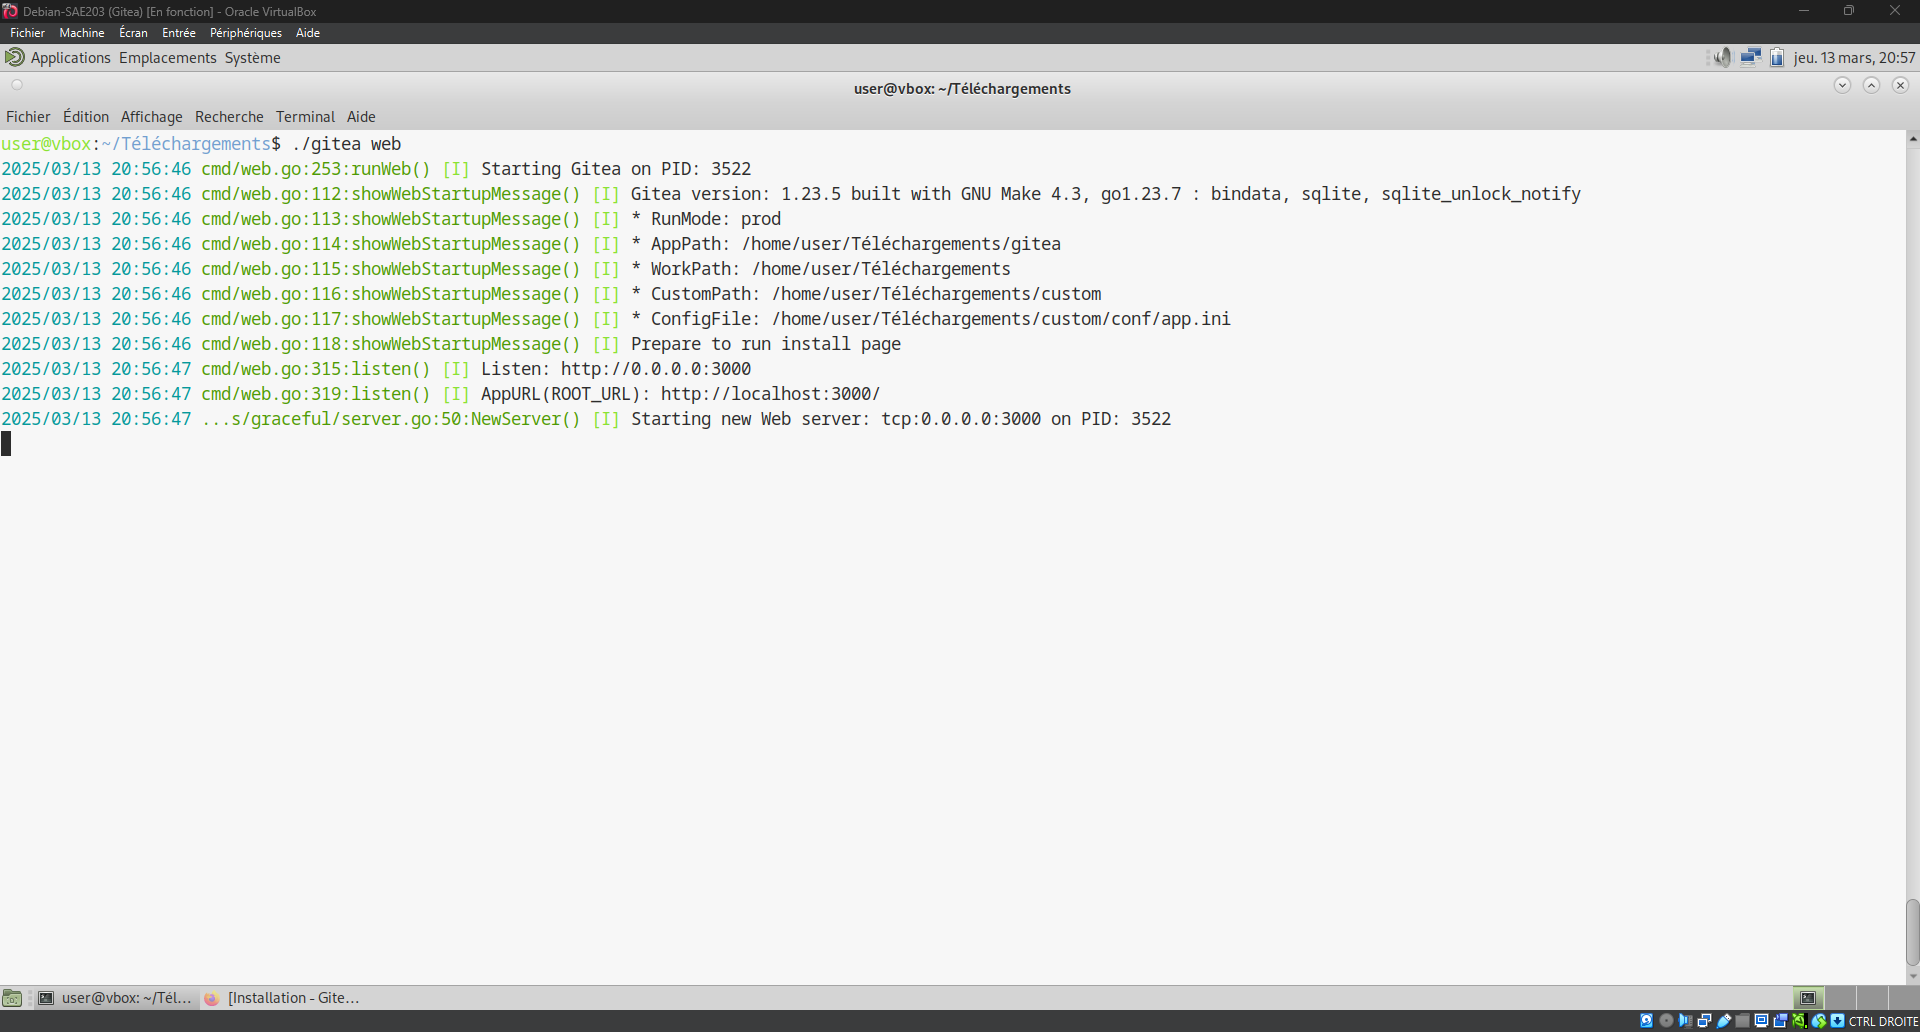 Debian-SAE203 (Gitea) [En fonction] - Oracle VirtualBox
Fichier Machine Écran Entrée Périphériques Aide
Applications Emplacements Système jeu. 13 mars, 20:57
user@vbox: ~/Téléchargements
Fichier Édition Affichage Recherche Terminal Aide
user@vbox:~/Téléchargements$ ./gitea web
2025/03/13 20:56:46 cmd/web.go:253:runWeb() [I] Starting Gitea on PID: 3522
2025/03/13 20:56:46 cmd/web.go:112:showWebStartupMessage() [I] Gitea version: 1.23.5 built with GNU Make 4.3, go1.23.7 : bindata, sqlite, sqlite_unlock_notify
2025/03/13 20:56:46 cmd/web.go:113:showWebStartupMessage() [I] * RunMode: prod
2025/03/13 20:56:46 cmd/web.go:114:showWebStartupMessage() [I] * AppPath: /home/user/Téléchargements/gitea
2025/03/13 20:56:46 cmd/web.go:115:showWebStartupMessage() [I] * WorkPath: /home/user/Téléchargements
2025/03/13 20:56:46 cmd/web.go:116:showWebStartupMessage() [I] * CustomPath: /home/user/Téléchargements/custom
2025/03/13 20:56:46 cmd/web.go:117:showWebStartupMessage() [I] * ConfigFile: /home/user/Téléchargements/custom/conf/app.ini
2025/03/13 20:56:46 cmd/web.go:118:showWebStartupMessage() [I] Prepare to run install page
2025/03/13 20:56:47 cmd/web.go:315:listen() [I] Listen: http://0.0.0.0:3000
2025/03/13 20:56:47 cmd/web.go:319:listen() [I] AppURL(ROOT_URL): http://localhost:3000/
2025/03/13 20:56:47 ...s/graceful/server.go:50:NewServer() [I] Starting new Web server: tcp:0.0.0.0:3000 on PID: 3522
user@vbox: ~/Tél... [Installation - Gite...
CTRL DROITE